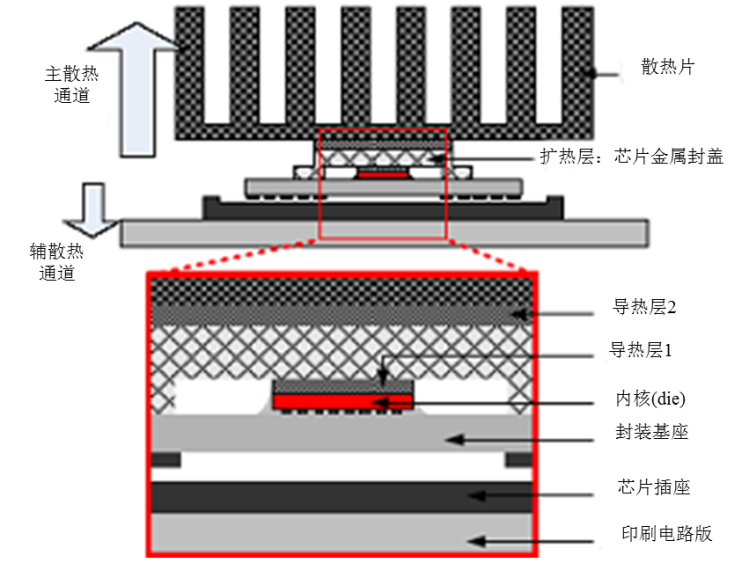 主散热
通道
散热片
扩热层：芯片金属封盖
辅散热
通道
导热层2
导热层1
内核(die)
封装基座
芯片插座
印刷电路版